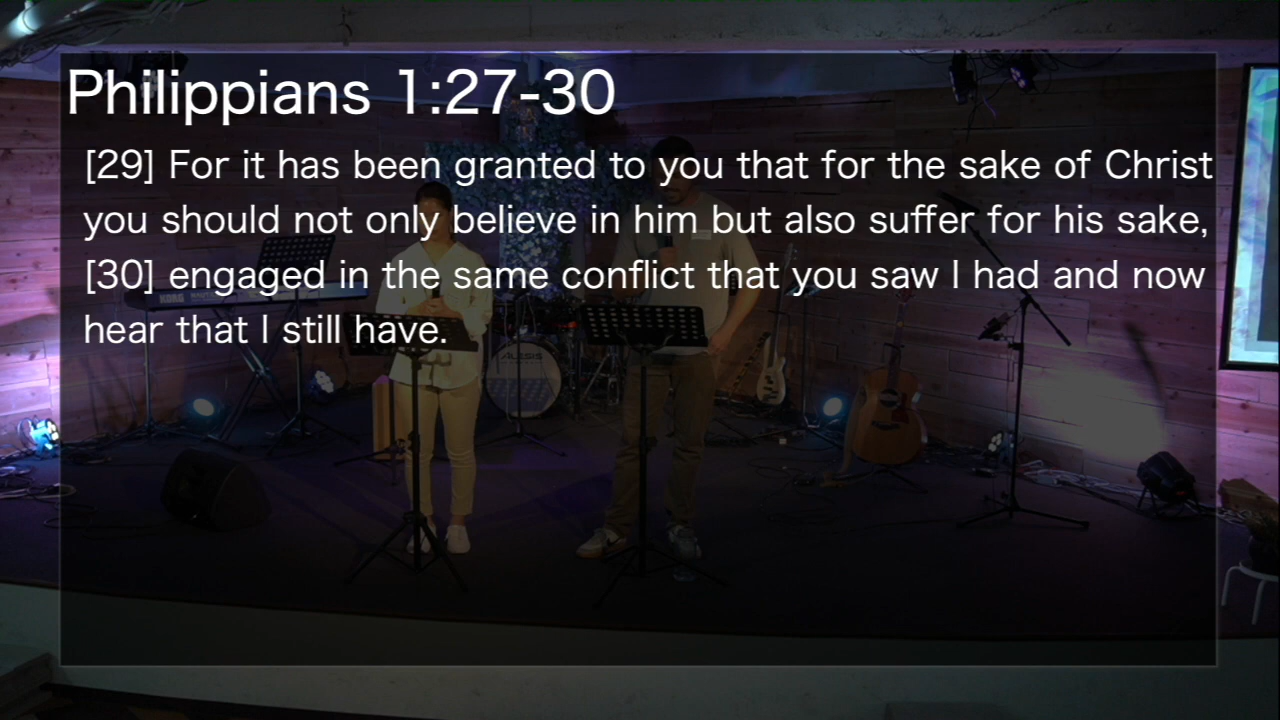 Philippians 1:27-30
[29] For it has been granted to you that for the sake of Christ
you should not only believe in him but also suffer for his sake,
[30] engaged in the same conflict that you saw I had and now
hear that I still have.
KORG
ALESIS